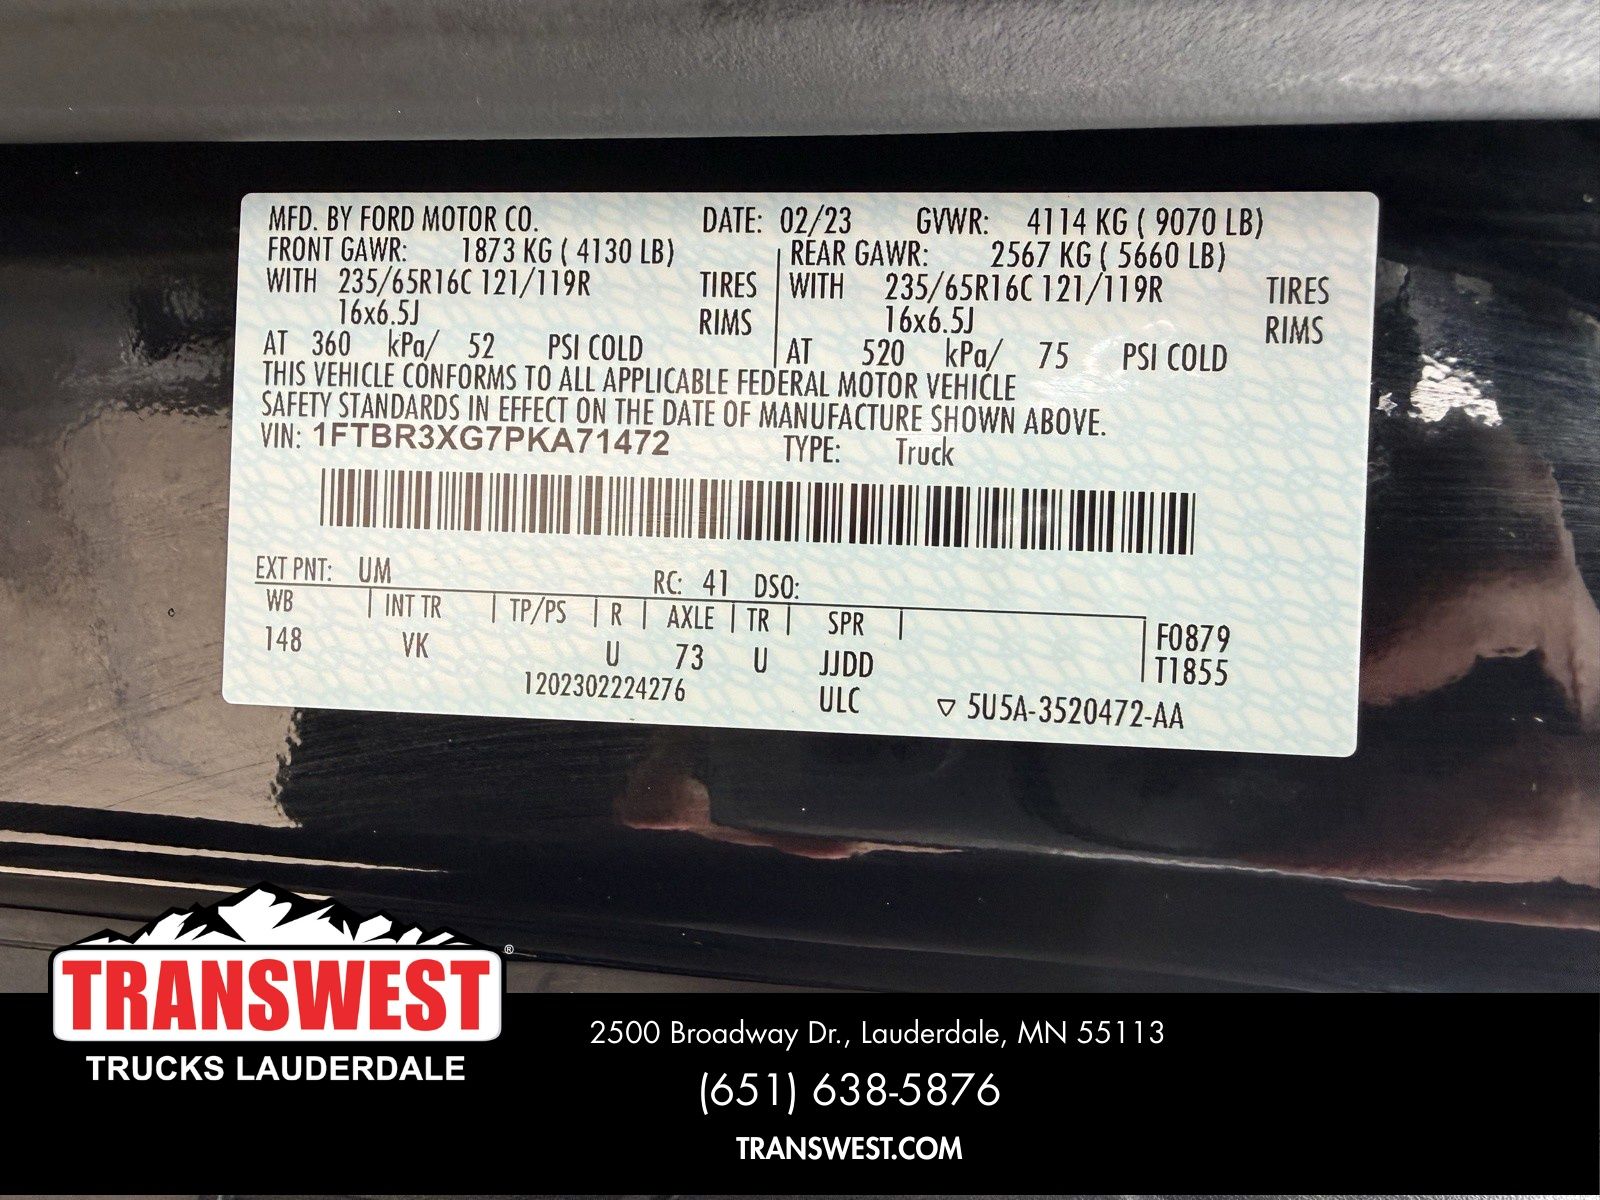 MFD. BY FORD MOTOR CO. DATE: 02/23 GVWR: 4114 KG ( 9070 LB)
FRONT GAWR: 1873 KG ( 4130 LB) REAR GAWR: 2567 KG ( 5660 LB)
WITH 235/65R16C 121/119R TIRES WITH 235/65R16C 121/119R TIRES
16x6.5J RIMS 16x6.5J RIMS
AT 360 kPa/ 52 PSI COLD AT 520 kPa/ 75 PSI COLD
THIS VEHICLE CONFORMS TO ALL APPLICABLE FEDERAL MOTOR VEHICLE
SAFETY STANDARDS IN EFFECT ON THE DATE OF MANUFACTURE SHOWN ABOVE.
VIN: 1FTBR3XG7PKA71472 TYPE: Truck
EXT PNT: UM RC: 41 DSO:
WB INT TR TP/PS R AXLE TR SPR F0879
148 VK U 73 U JJDD T1855
1202302224276 ULC ▽ 5U5A-3520472-AA
TRANSWEST®
TRUCKS LAUDERDALE
2500 Broadway Dr., Lauderdale, MN 55113
(651) 638-5876
TRANSWEST.COM